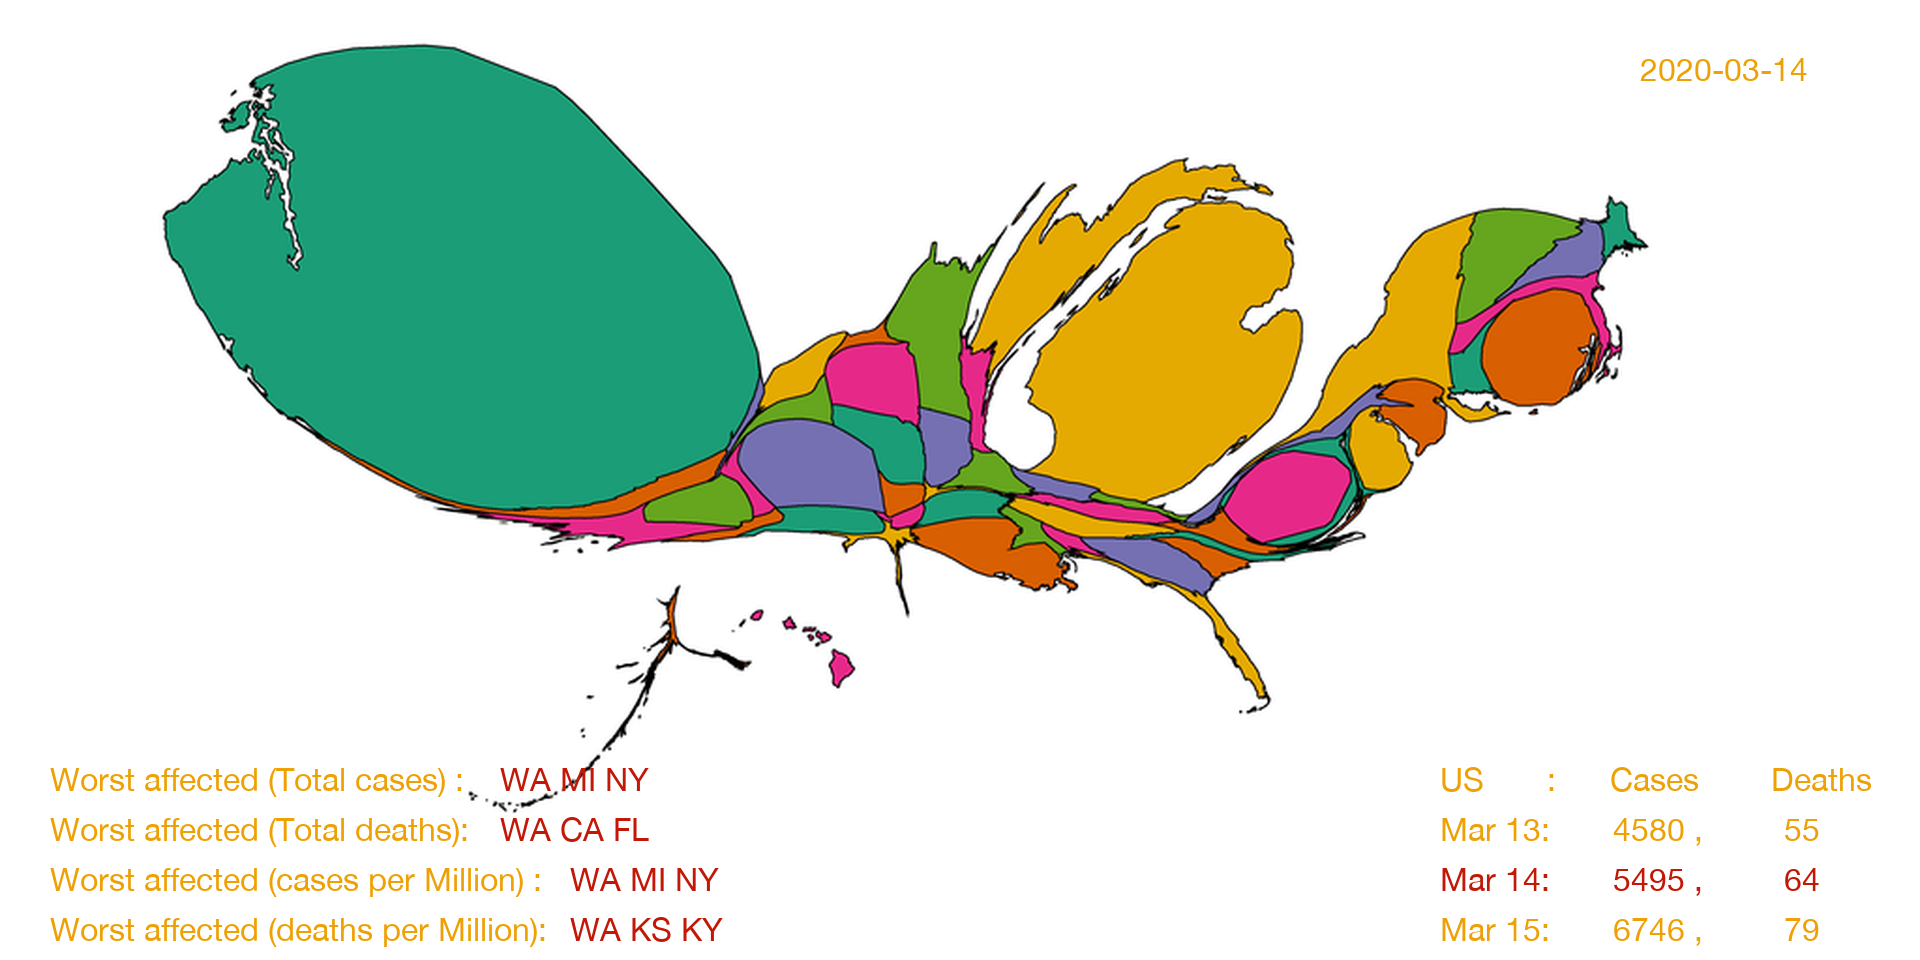 2020-03-14
Worst affected (Total cases) : WA MI NY
Worst affected (Total deaths): WA CA FL
Worst affected (cases per Million) : WA MI NY
Worst affected (deaths per Million): WA KS KY
US : Cases Deaths
Mar 13: 4580 , 55
Mar 14: 5495 , 64
Mar 15: 6746 , 79